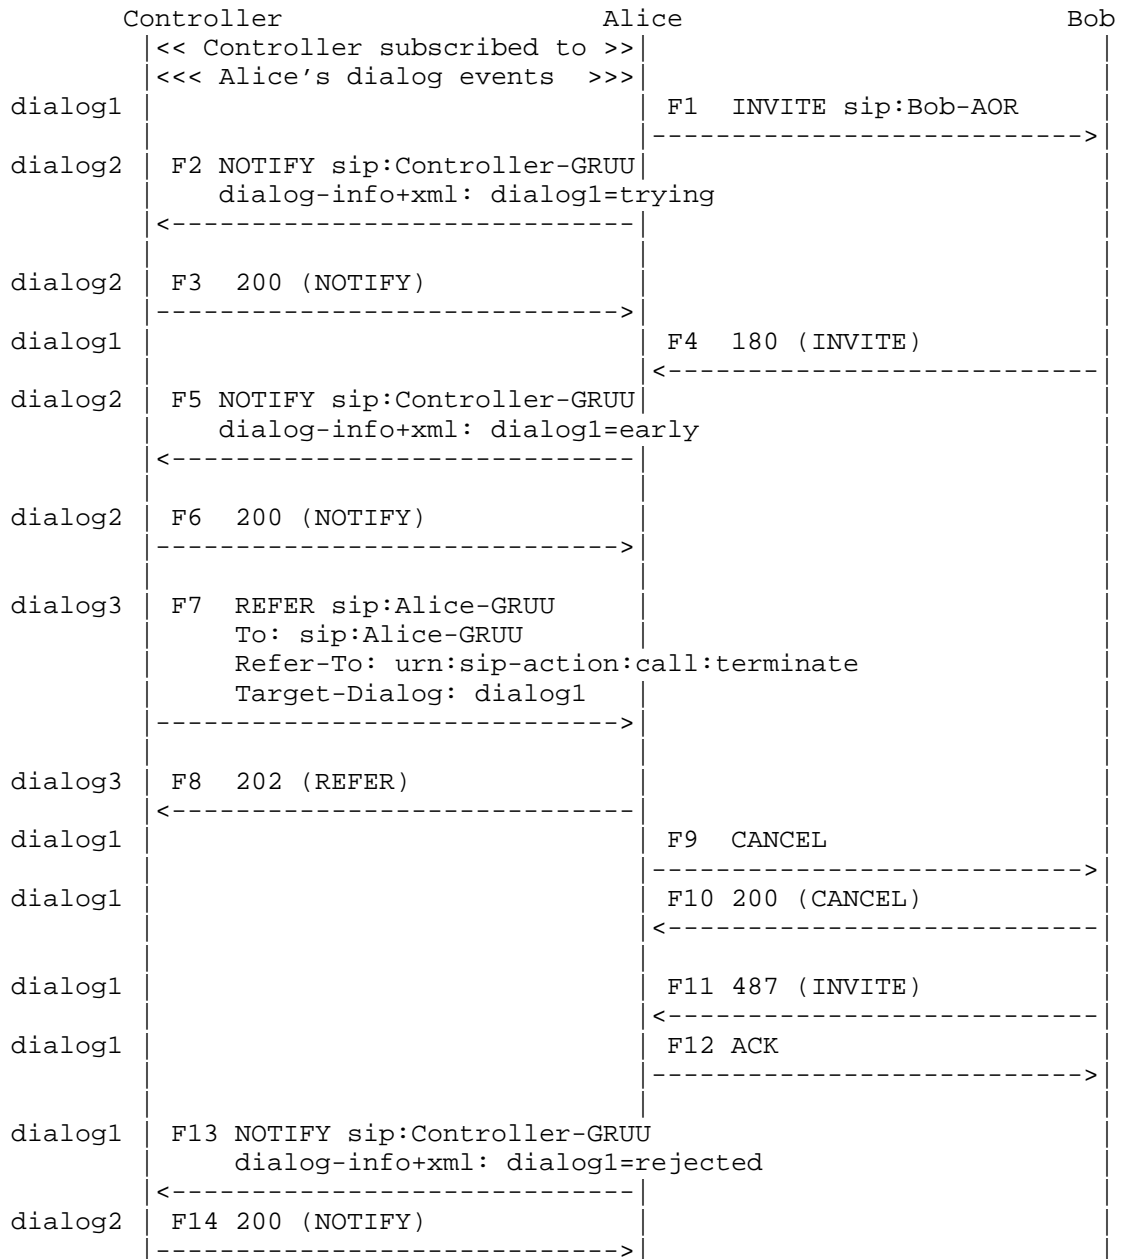 Controller Alice Bob
<< Controller subscribed to >>
<<< Alice's dialog events >>>
dialog1 F1 INVITE sip:Bob-AOR
dialog2 F2 NOTIFY sip:Controller-GRUU
dialog-info+xml: dialog1=trying
dialog2 F3 200 (NOTIFY)
dialog1 F4 180 (INVITE)
dialog2 F5 NOTIFY sip:Controller-GRUU
dialog-info+xml: dialog1=early
dialog2 F6 200 (NOTIFY)
dialog3 F7 REFER sip:Alice-GRUU
To: sip:Alice-GRUU
Refer-To: urn:sip-action:call:terminate
Target-Dialog: dialog1
dialog3 F8 202 (REFER)
dialog1 F9 CANCEL
dialog1 F10 200 (CANCEL)
dialog1 F11 487 (INVITE)
dialog1 F12 ACK
dialog1 F13 NOTIFY sip:Controller-GRUU
dialog-info+xml: dialog1=rejected
dialog2 F14 200 (NOTIFY)